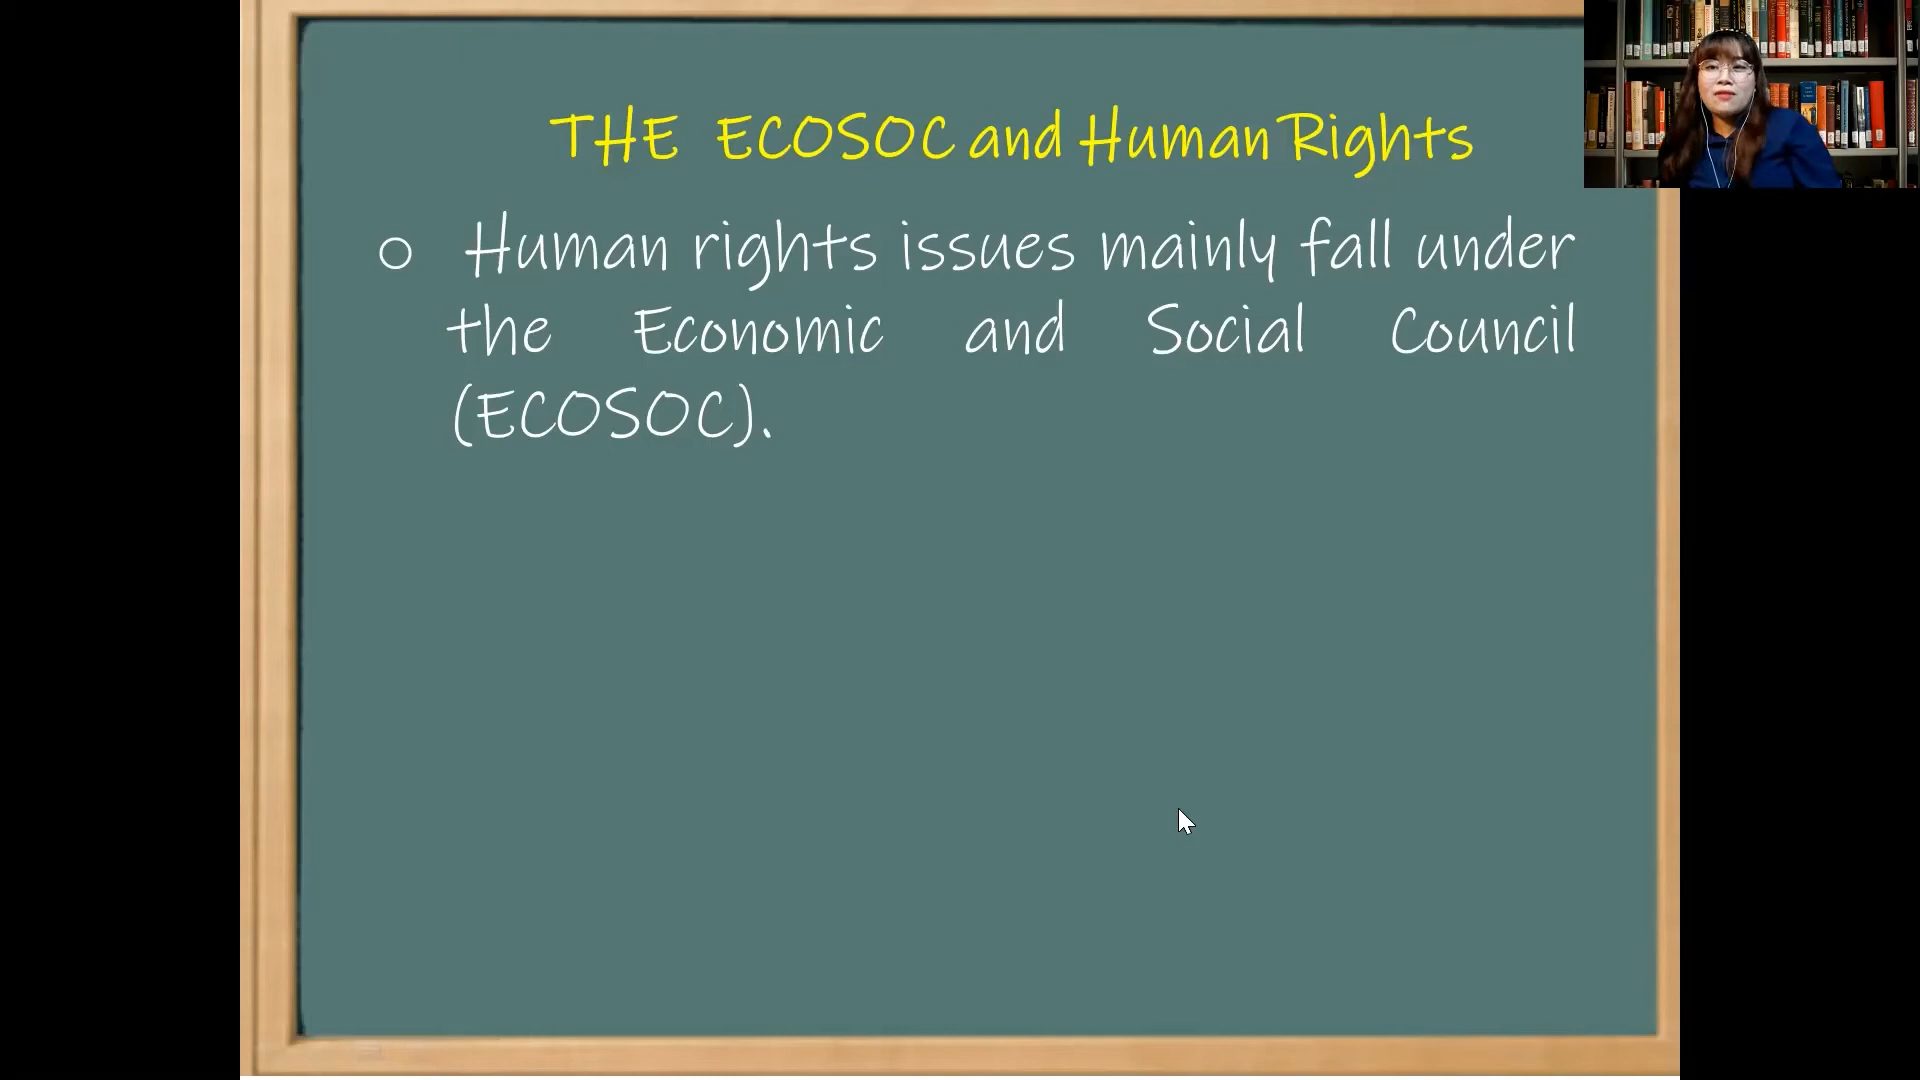 THE ECOSOC and Human Rights
o Human rights issues mainly fall under
the Economic and Social Council
(ECOSOC).